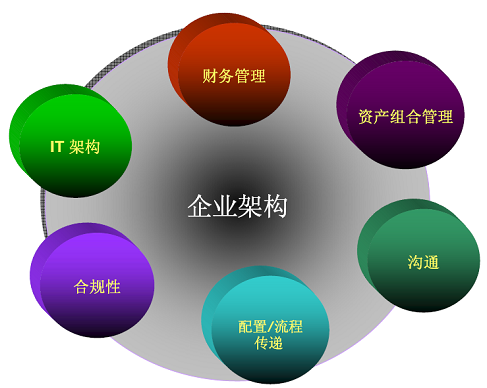 财务管理
资产组合管理
IT 架构
企业架构
沟通
合规性
配置/流程
传递